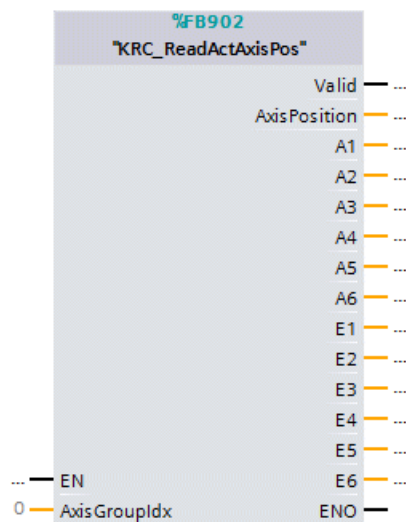 %FB902
"KRC_ReadActAxisPos"
Valid ...
AxisPosition ...
A1 ...
A2 ...
A3 ...
A4 ...
A5 ...
A6 ...
E1 ...
E2 ...
E3 ...
E4 ...
E5 ...
... EN E6 ...
0 AxisGroupIdx ENO